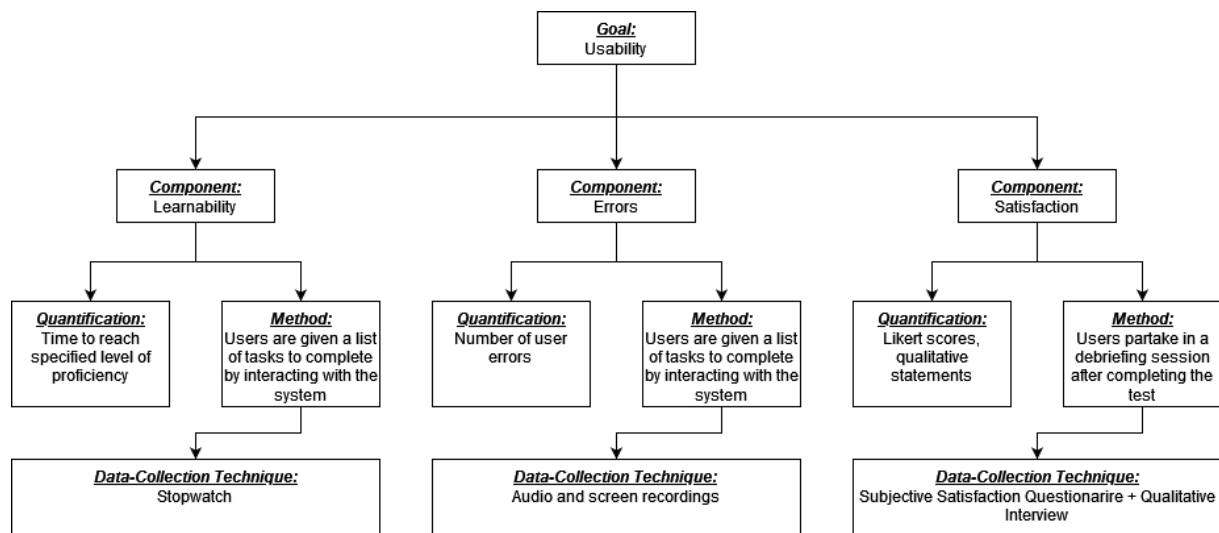 Goal:
Usability
Component:
Learnability
Component:
Errors
Component:
Satisfaction
Quantification:
Time to reach
specified level of
proficiency
Method:
Users are given a list
of tasks to complete
by interacting with the
system
Quantification:
Number of user
errors
Method:
Users are given a list
of tasks to complete
by interacting with the
system
Quantification:
Likert scores,
qualitative
statements
Method:
Users partake in a
debriefing session
after completing the
test
Data-Collection Technique:
Stopwatch
Data-Collection Technique:
Audio and screen recordings
Data-Collection Technique:
Subjective Satisfaction Questionarire + Qualitative
Interview